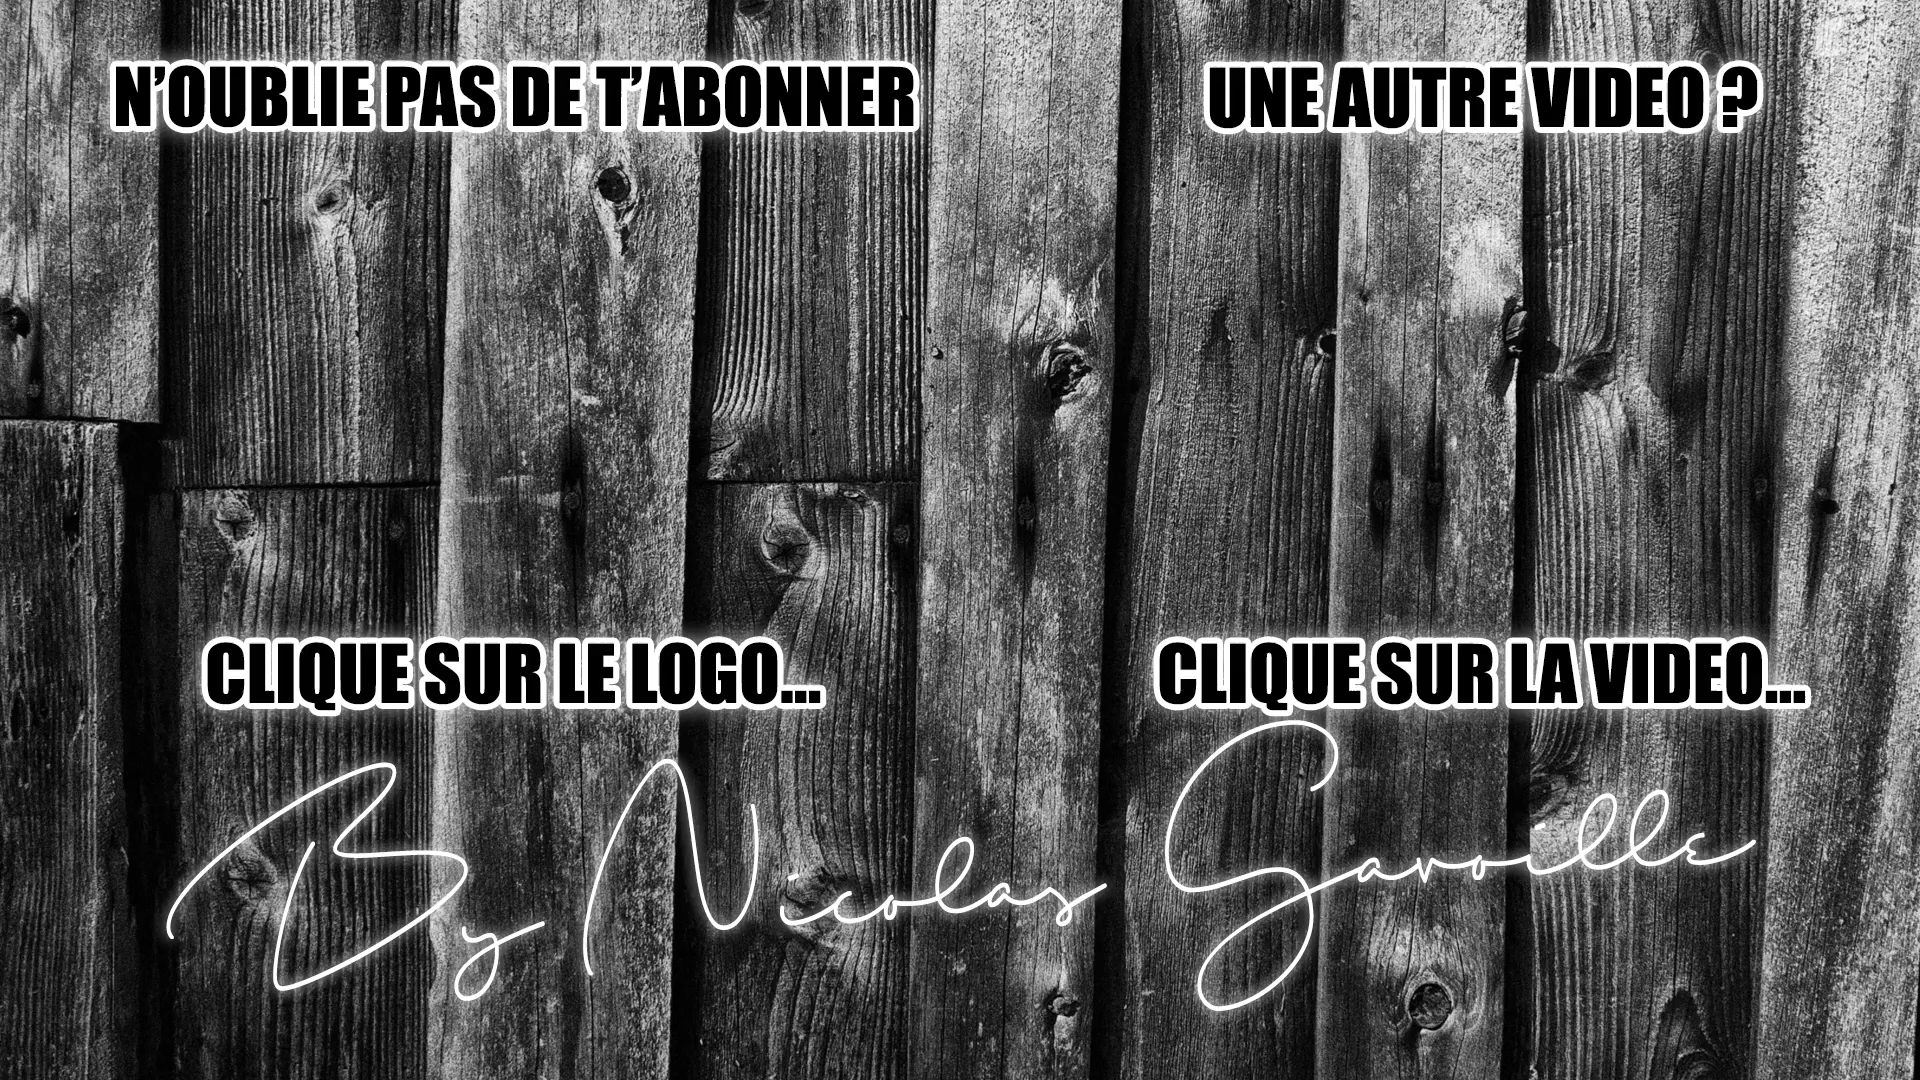 N’OUBLIE PAS DE T’ABONNER
UNE AUTRE VIDEO ?
CLIQUE SUR LE LOGO...
CLIQUE SUR LA VIDEO...
By Nicolas Garoille